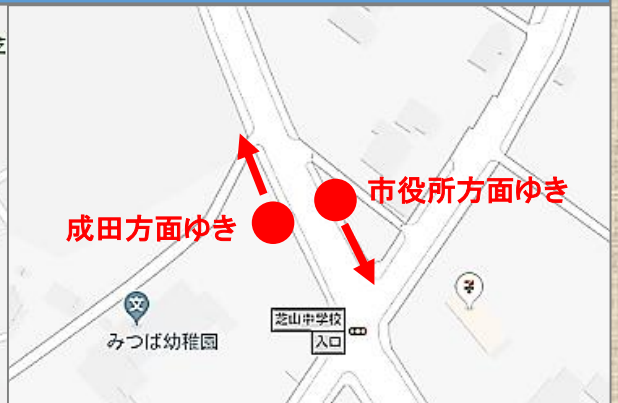 市役所方面ゆき
成田方面ゆき
文
みつば幼稚園
芝山中学校
入口